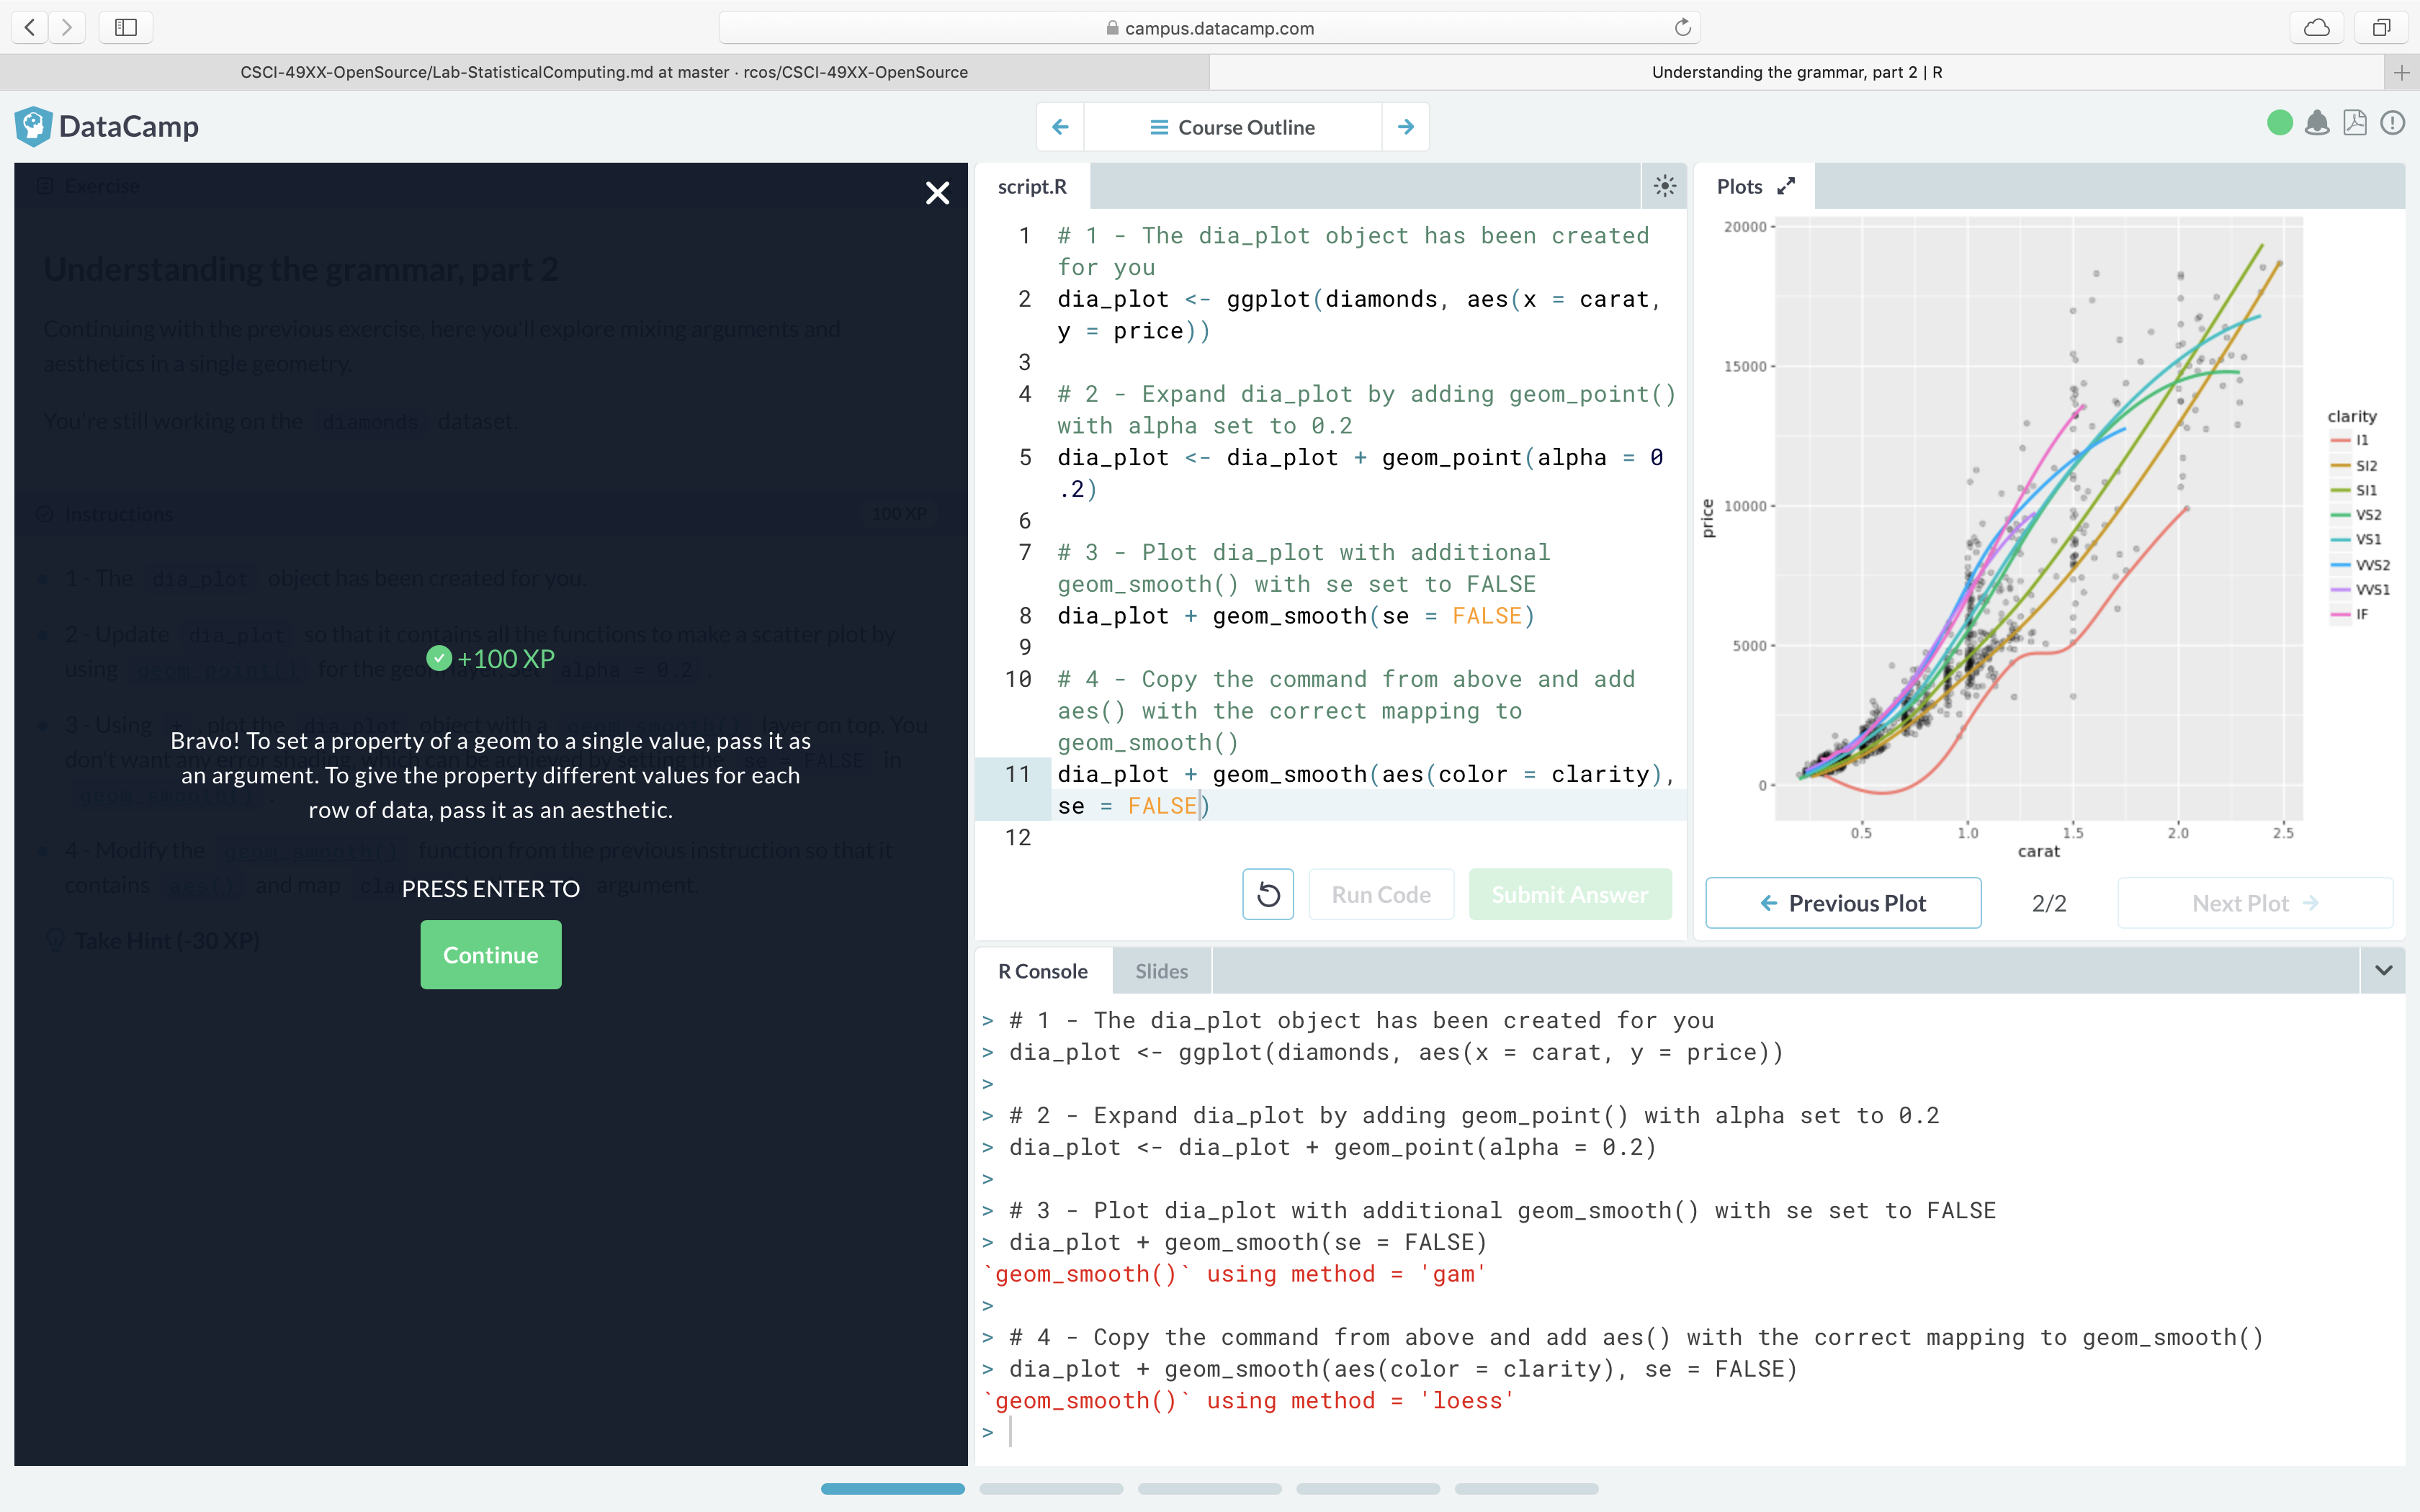 campus.datacamp.com
CSCI-49XX-OpenSource/Lab-StatisticalComputing.md at master · rcos/CSCI-49XX-OpenSource
Understanding the grammar, part 2 | R
DataCamp
Course Outline
Exercise
Understanding the grammar, part 2
Continuing with the previous exercise, here you'll explore mixing arguments and
aesthetics in a single geometry.
You're still working on the diamonds dataset.
Instructions
100 XP
1 - The dia_plot object has been created for you.
2 - Update dia_plot so that it contains all the functions to make a scatter plot by
using geom_point() for the geom layer. Set alpha = 0.2 .
+100 XP
3 - Using + , plot the dia_plot object with a geom_smooth() layer on top. You
don't want any error shading, which can be achieved by setting the se = FALSE in
geom_smooth() .
Bravo! To set a property of a geom to a single value, pass it as
an argument. To give the property different values for each
row of data, pass it as an aesthetic.
4 - Modify the geom_smooth() function from the previous instruction so that it
contains aes() and map argument.
PRESS ENTER TO
Take Hint (-30 XP)
Continue
script.R
1 # 1 - The dia_plot object has been created
for you
2 dia_plot <- ggplot(diamonds, aes(x = carat,
y = price))
3
4 # 2 - Expand dia_plot by adding geom_point()
with alpha set to 0.2
5 dia_plot <- dia_plot + geom_point(alpha = 0
.2)
6
7 # 3 - Plot dia_plot with additional
geom_smooth() with se set to FALSE
8 dia_plot + geom_smooth(se = FALSE)
9
10 # 4 - Copy the command from above and add
aes() with the correct mapping to
geom_smooth()
11 dia_plot + geom_smooth(aes(color = clarity),
se = FALSE)
12
Run Code
Submit Answer
Plots
20000
15000
10000
5000
0
price
0.5 1.0 1.5 2.0 2.5
carat
clarity
I1
SI2
SI1
VS2
VS1
VVS2
VVS1
IF
Previous Plot
2/2
Next Plot
R Console
Slides
> # 1 - The dia_plot object has been created for you
> dia_plot <- ggplot(diamonds, aes(x = carat, y = price))
>
> # 2 - Expand dia_plot by adding geom_point() with alpha set to 0.2
> dia_plot <- dia_plot + geom_point(alpha = 0.2)
>
> # 3 - Plot dia_plot with additional geom_smooth() with se set to FALSE
> dia_plot + geom_smooth(se = FALSE)
`geom_smooth()` using method = 'gam'
>
> # 4 - Copy the command from above and add aes() with the correct mapping to geom_smooth()
> dia_plot + geom_smooth(aes(color = clarity), se = FALSE)
`geom_smooth()` using method = 'loess'
>